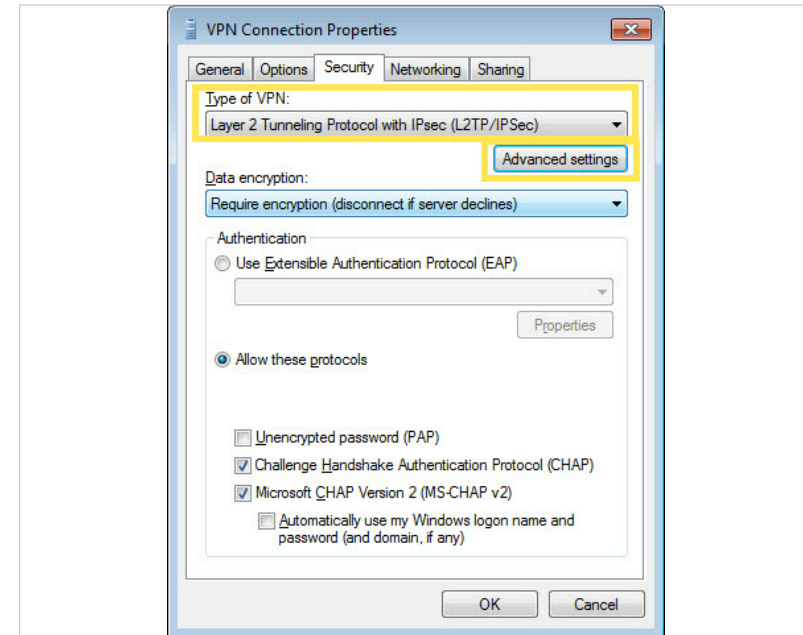 VPN Connection Properties
General Options Security Networking Sharing
Type of VPN:
Layer 2 Tunneling Protocol with IPsec (L2TP/IPSec)
Advanced settings
Data encryption:
Require encryption (disconnect if server declines)
Authentication
Use Extensible Authentication Protocol (EAP)
Properties
Allow these protocols
Unencrypted password (PAP)
Challenge Handshake Authentication Protocol (CHAP)
Microsoft CHAP Version 2 (MS-CHAP v2)
Automatically use my Windows logon name and
password (and domain, if any)
OK Cancel